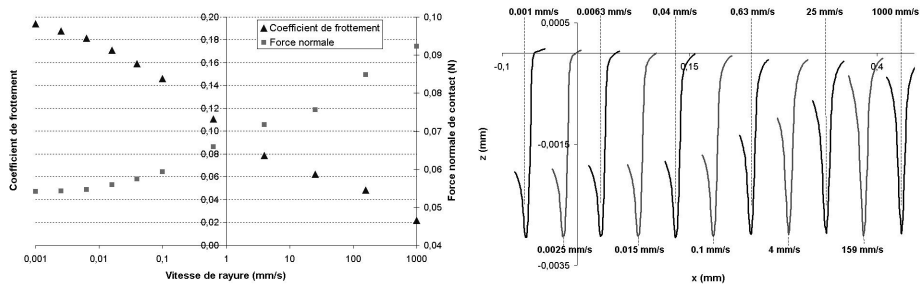 Coefficient de frottement
0,20
0,18
0,16
0,14
0,12
0,10
0,08
0,06
0,04
0,02
0,00
Coefficient de frottement
Force normale
0,10
0,09
0,08
0,07
0,06
0,05
0,04
Force normale de contact (N)
0,001
0,01
0,1
1
10
100
1000
Vitesse de rayure (mm/s)
0.001 mm/s
0.0063 mm/s
0,04 mm/s
0,63 mm/s
25 mm/s
1000 mm/s
0,0005
-0,1
0,15
0,4
z (mm)
-0,0015
-0,0035
0.0025 mm/s
0.015 mm/s
0.1 mm/s
4 mm/s
159 mm/s
x (mm)